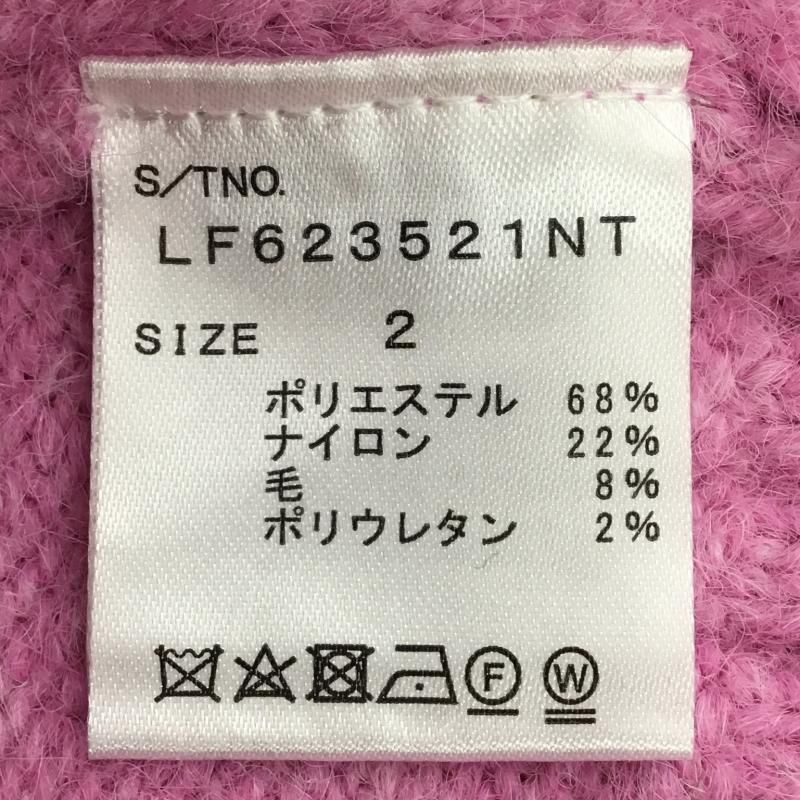 S/TNO.
LF623521NT
SIZE 2
ポリエステル 68%
ナイロン 22%
毛 8%
ポリウレタン 2%
F W